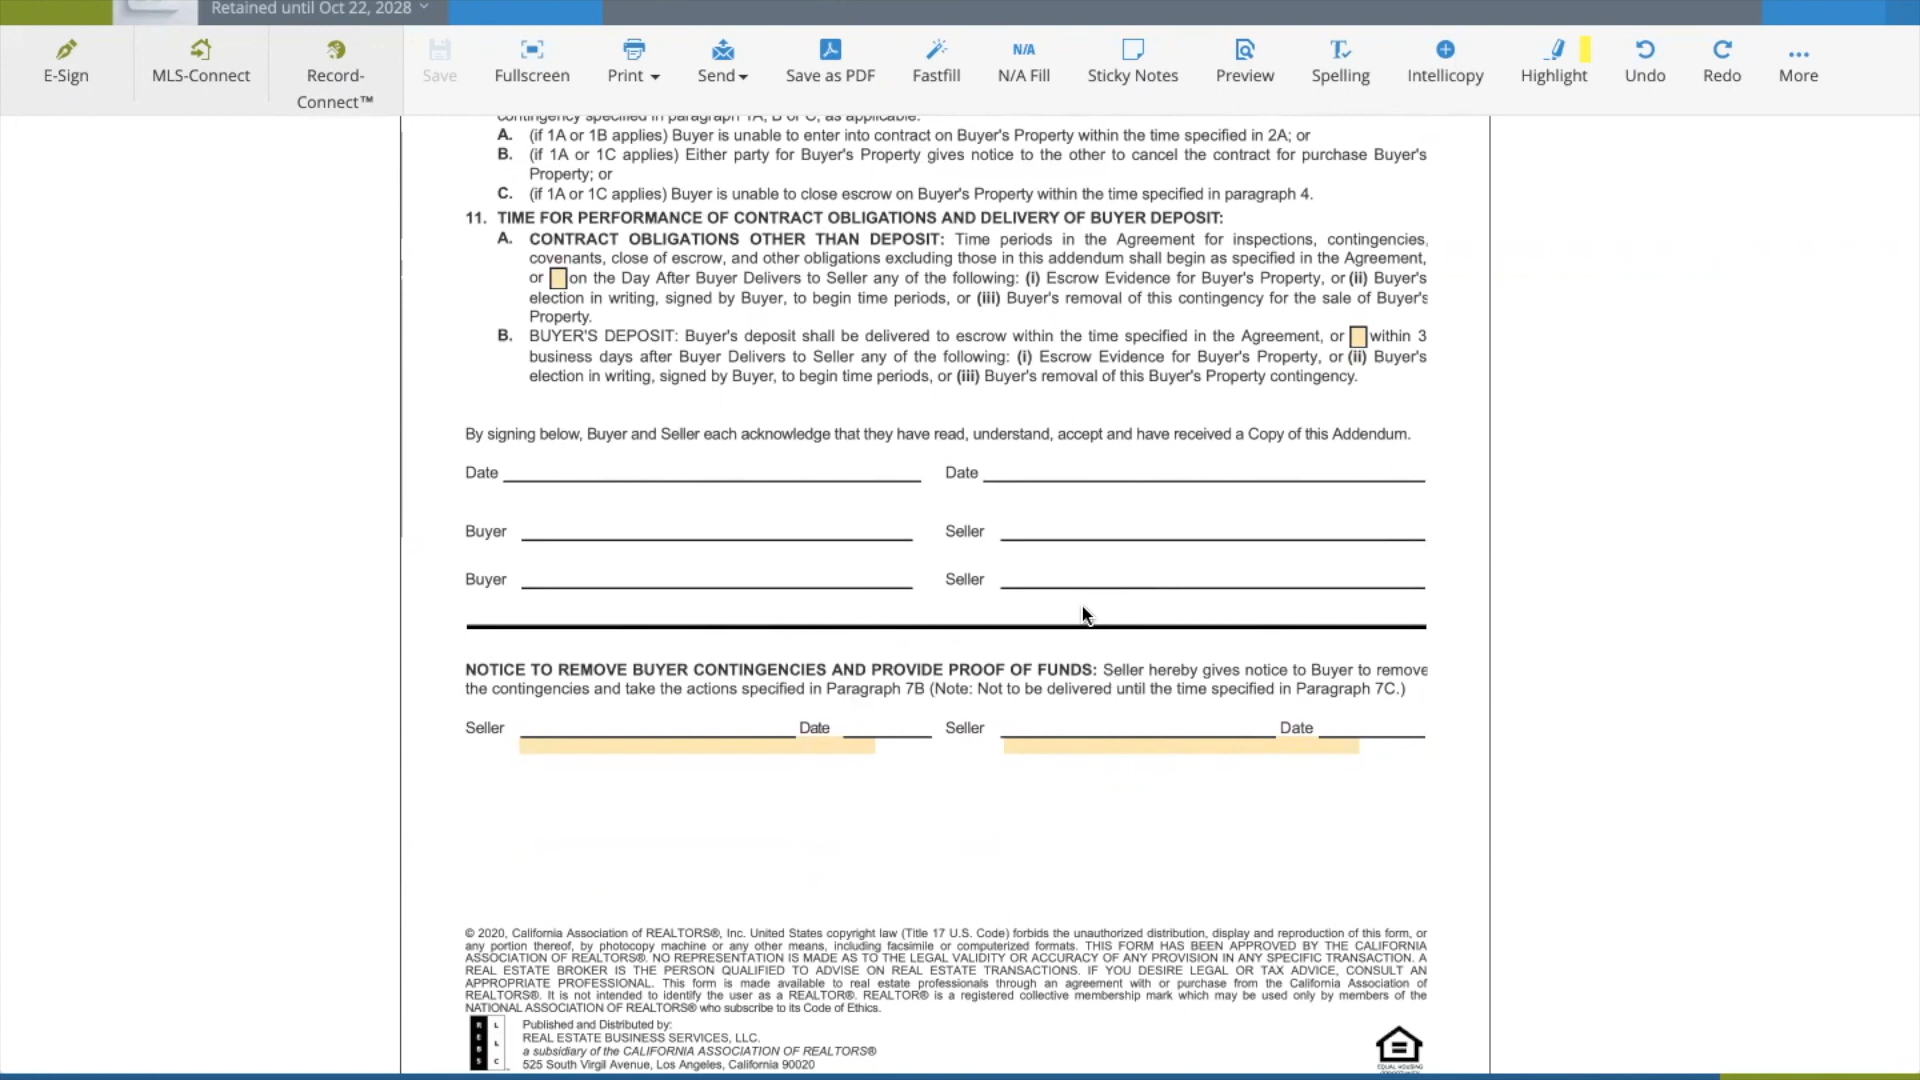 Retained until Oct 22, 2028
E-Sign
MLS-Connect
Record-
Connect™
Save
Fullscreen
Print
Send
Save as PDF
Fastfill
N/A
N/A Fill
Sticky Notes
Preview
Spelling
Intellicopy
Highlight
Undo
Redo
More
contingency specified in paragraph 1A, B or C, as applicable:
A. (if 1A or 1B applies) Buyer is unable to enter into contract on Buyer's Property within the time specified in 2A; or
B. (if 1A or 1C applies) Either party for Buyer's Property gives notice to the other to cancel the contract for purchase Buyer's
Property; or
C. (if 1A or 1C applies) Buyer is unable to close escrow on Buyer's Property within the time specified in paragraph 4.
11. TIME FOR PERFORMANCE OF CONTRACT OBLIGATIONS AND DELIVERY OF BUYER DEPOSIT:
A. CONTRACT OBLIGATIONS OTHER THAN DEPOSIT: Time periods in the Agreement for inspections, contingencies,
covenants, close of escrow, and other obligations excluding those in this addendum shall begin as specified in the Agreement,
or on the Day After Buyer Delivers to Seller any of the following: (i) Escrow Evidence for Buyer's Property, or (ii) Buyer's
election in writing, signed by Buyer, to begin time periods, or (iii) Buyer's removal of this contingency for the sale of Buyer's
Property.
B. BUYER'S DEPOSIT: Buyer's deposit shall be delivered to escrow within the time specified in the Agreement, or within 3
business days after Buyer Delivers to Seller any of the following: (i) Escrow Evidence for Buyer's Property, or (ii) Buyer's
election in writing, signed by Buyer, to begin time periods, or (iii) Buyer's removal of this Buyer's Property contingency.
By signing below, Buyer and Seller each acknowledge that they have read, understand, accept and have received a Copy of this Addendum.
Date Date
Buyer Seller
Buyer Seller
NOTICE TO REMOVE BUYER CONTINGENCIES AND PROVIDE PROOF OF FUNDS: Seller hereby gives notice to Buyer to remove
the contingencies and take the actions specified in Paragraph 7B (Note: Not to be delivered until the time specified in Paragraph 7C.)
Seller Date Seller Date
© 2020, California Association of REALTORS®, Inc. United States copyright law (Title 17 U.S. Code) forbids the unauthorized distribution, display and reproduction of this form, or
any portion thereof, by photocopy machine or any other means, including facsimile or computerized formats. THIS FORM HAS BEEN APPROVED BY THE CALIFORNIA
ASSOCIATION OF REALTORS®. NO REPRESENTATION IS MADE AS TO THE LEGAL VALIDITY OR ACCURACY OF ANY PROVISION IN ANY SPECIFIC TRANSACTION. A
REAL ESTATE BROKER IS THE PERSON QUALIFIED TO ADVISE ON REAL ESTATE TRANSACTIONS. IF YOU DESIRE LEGAL OR TAX ADVICE, CONSULT AN
APPROPRIATE PROFESSIONAL. This form is made available to real estate professionals through an agreement with or purchase from the California Association of
REALTORS®. It is not intended to identify the user as a REALTOR®. REALTOR® is a registered collective membership mark which may be used only by members of the
NATIONAL ASSOCIATION OF REALTORS® who subscribe to its Code of Ethics.
R L
E L
B C
S
Published and Distributed by:
REAL ESTATE BUSINESS SERVICES, LLC.
a subsidiary of the CALIFORNIA ASSOCIATION OF REALTORS®
525 South Virgil Avenue, Los Angeles, California 90020
EQUAL HOUSING